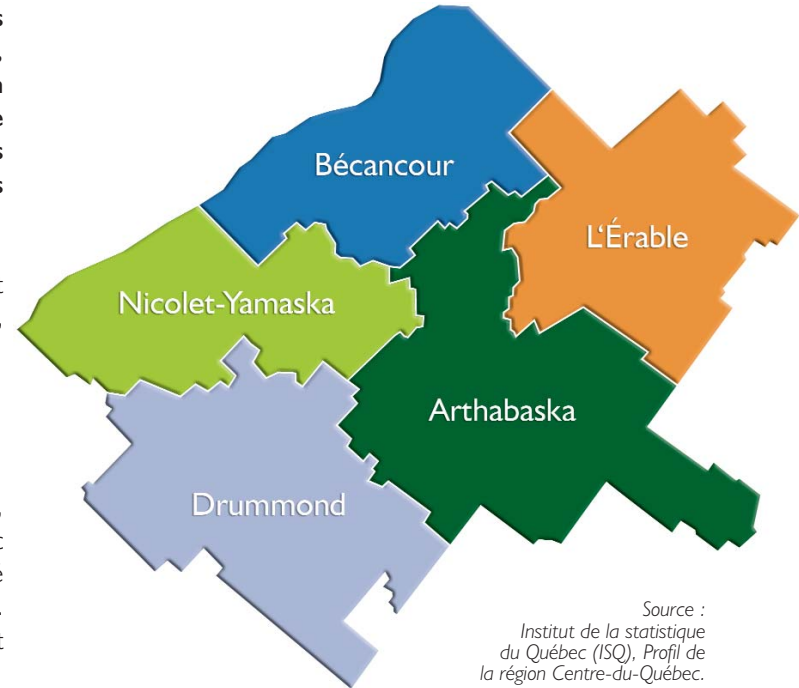 Bécancour
L'Érable
Nicolet-Yamaska
Arthabaska
Drummond
Source :
Institut de la statistique
du Québec (ISQ), Profil de
la région Centre-du-Québec.